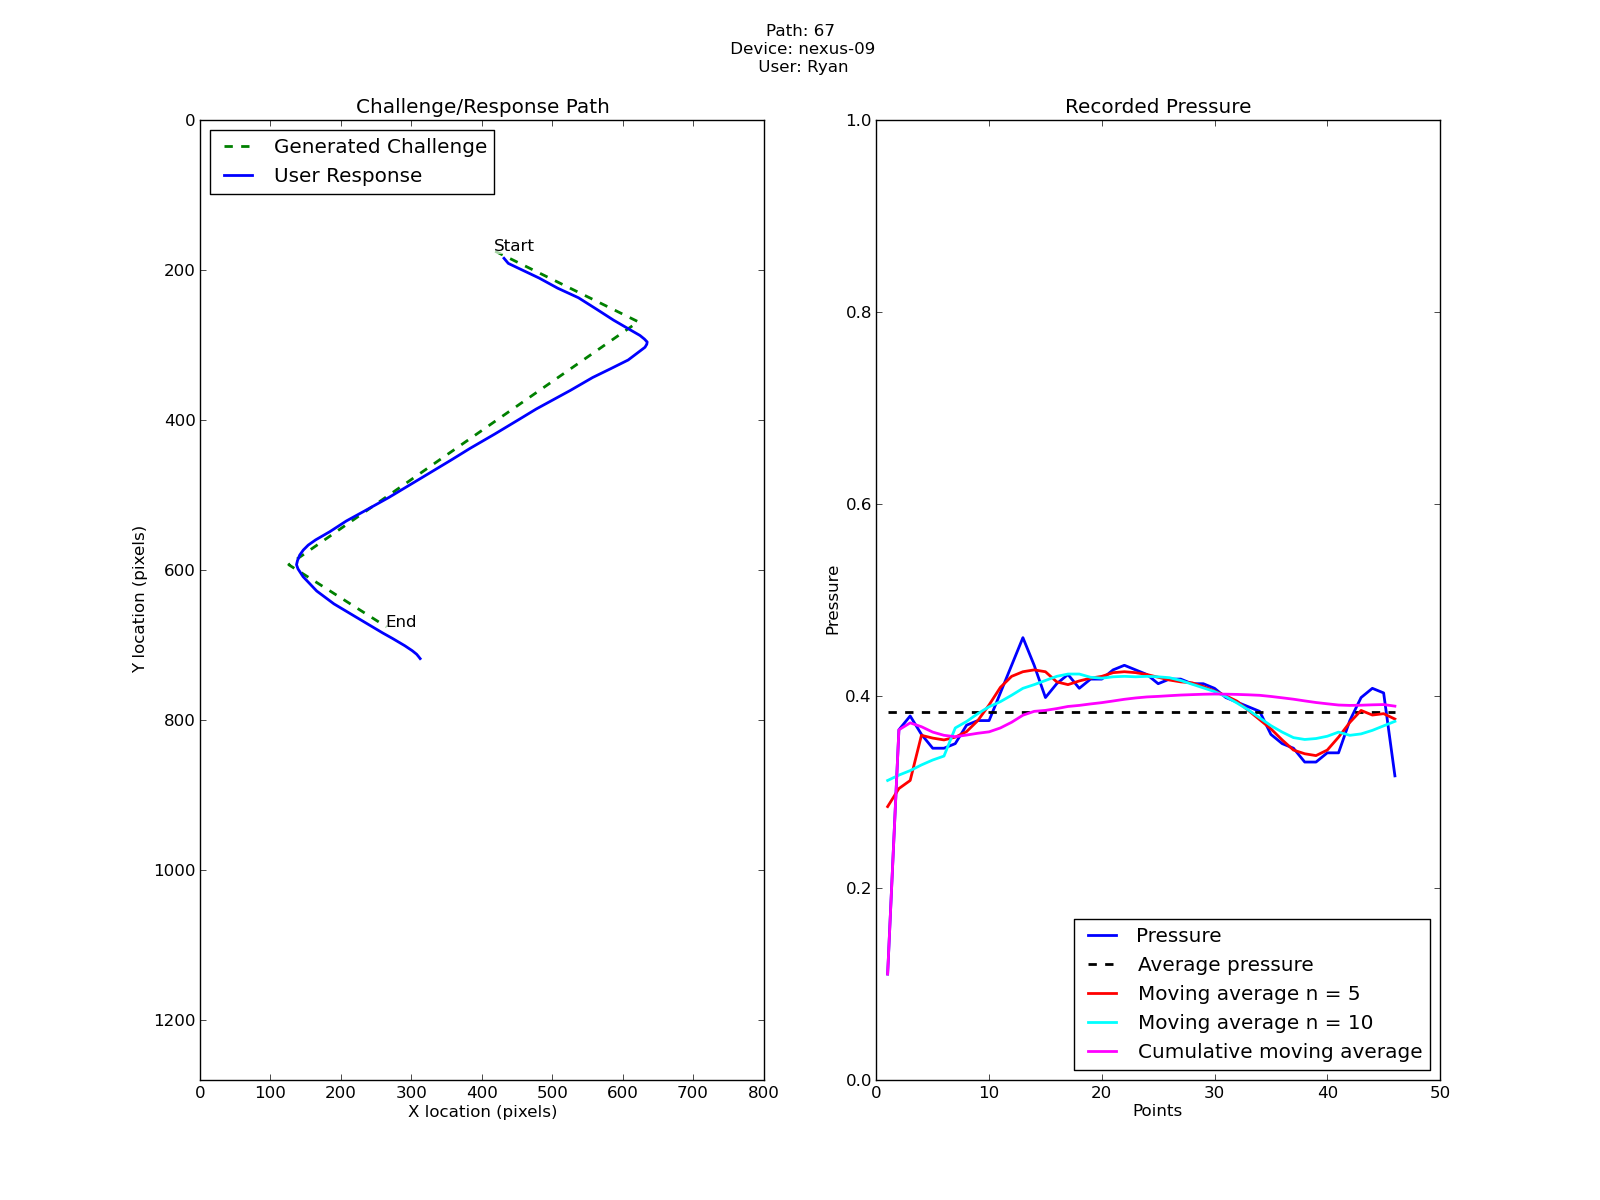 Path: 67
Device: nexus-09
User: Ryan
Challenge/Response Path
Generated Challenge
User Response
Start
End
0
200
400
600
800
1000
1200
Y location (pixels)
0 100 200 300 400 500 600 700 800
X location (pixels)
Recorded Pressure
1.0
0.8
0.6
0.4
0.2
0.0
Pressure
Pressure
Average pressure
Moving average n = 5
Moving average n = 10
Cumulative moving average
0 10 20 30 40 50
Points